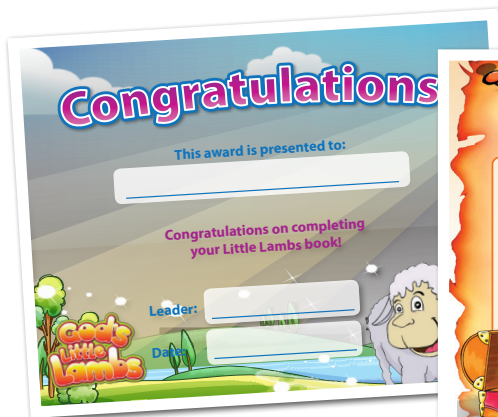 Congratulations
This award is presented to:
Congratulations on completing
your Little Lambs book!
Leader:
Date:
God's
Little
Lambs